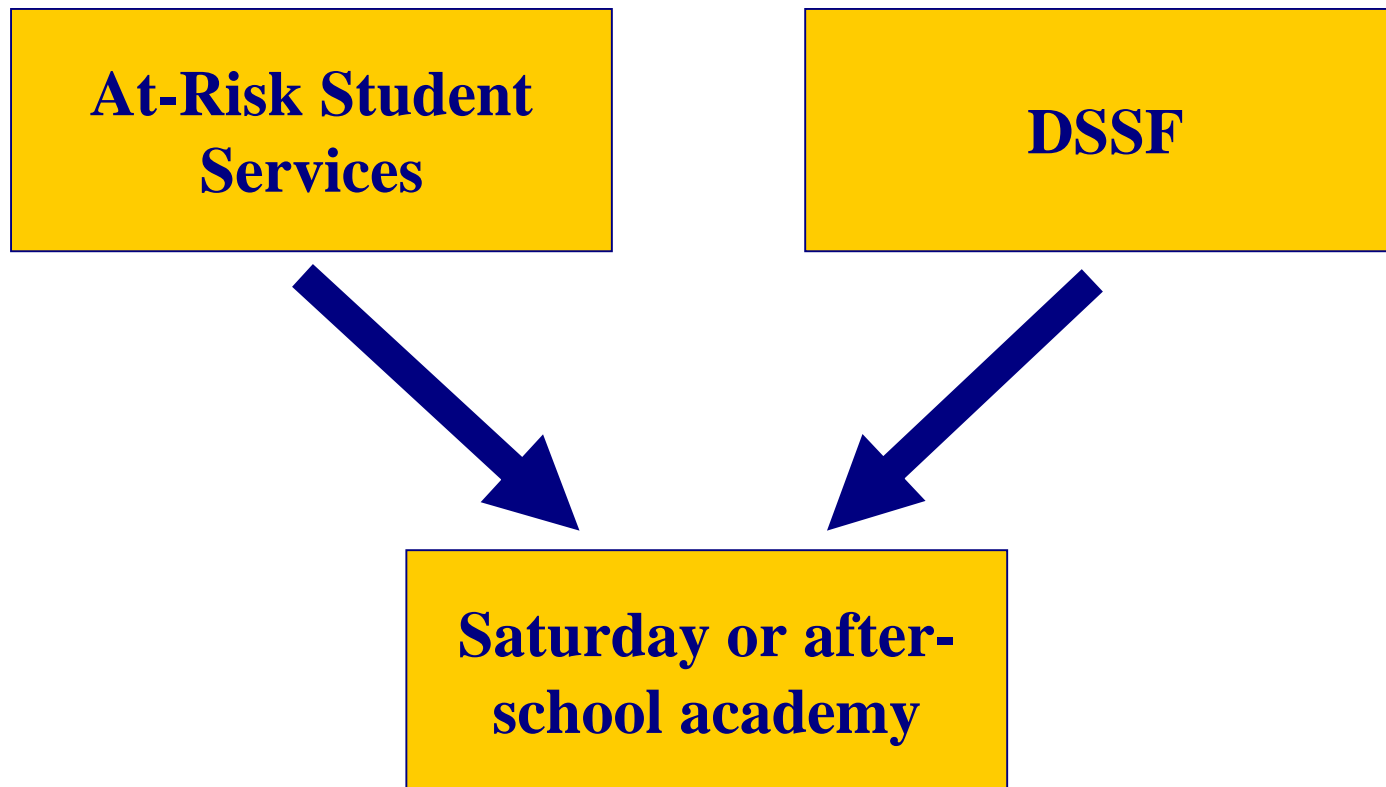 At-Risk Student
Services
DSSF
Saturday or after-
school academy